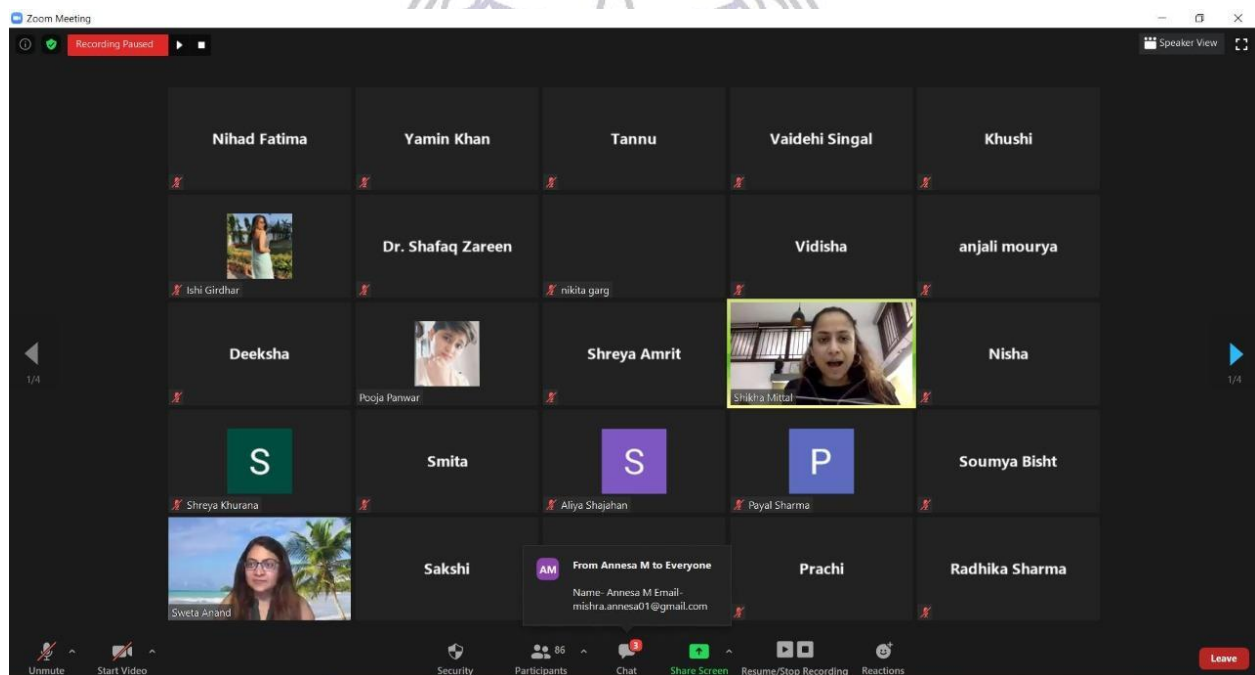 Zoom Meeting
Recording Paused
Speaker View
Nihad Fatima
Yamin Khan
Tannu
Vaidehi Singal
Khushi
Ishi Girdhar
Dr. Shafaq Zareen
nikita garg
Vidisha
anjali mourya
Deeksha
Pooja Panwar
Shreya Amrit
Shikha Mittal
Nisha
1/4
1/4
S
Shreya Khurana
Smita
S
Aliya Shajahan
P
Payal Sharma
Soumya Bisht
Sweta Anand
Sakshi
AM
From Annesa M to Everyone
Name- Annesa M Email-
mishra.annesa01@gmail.com
Prachi
Radhika Sharma
Unmute
Start Video
Security
86
Participants
3
Chat
Share Screen
Resume/Stop Recording
Reactions
Leave